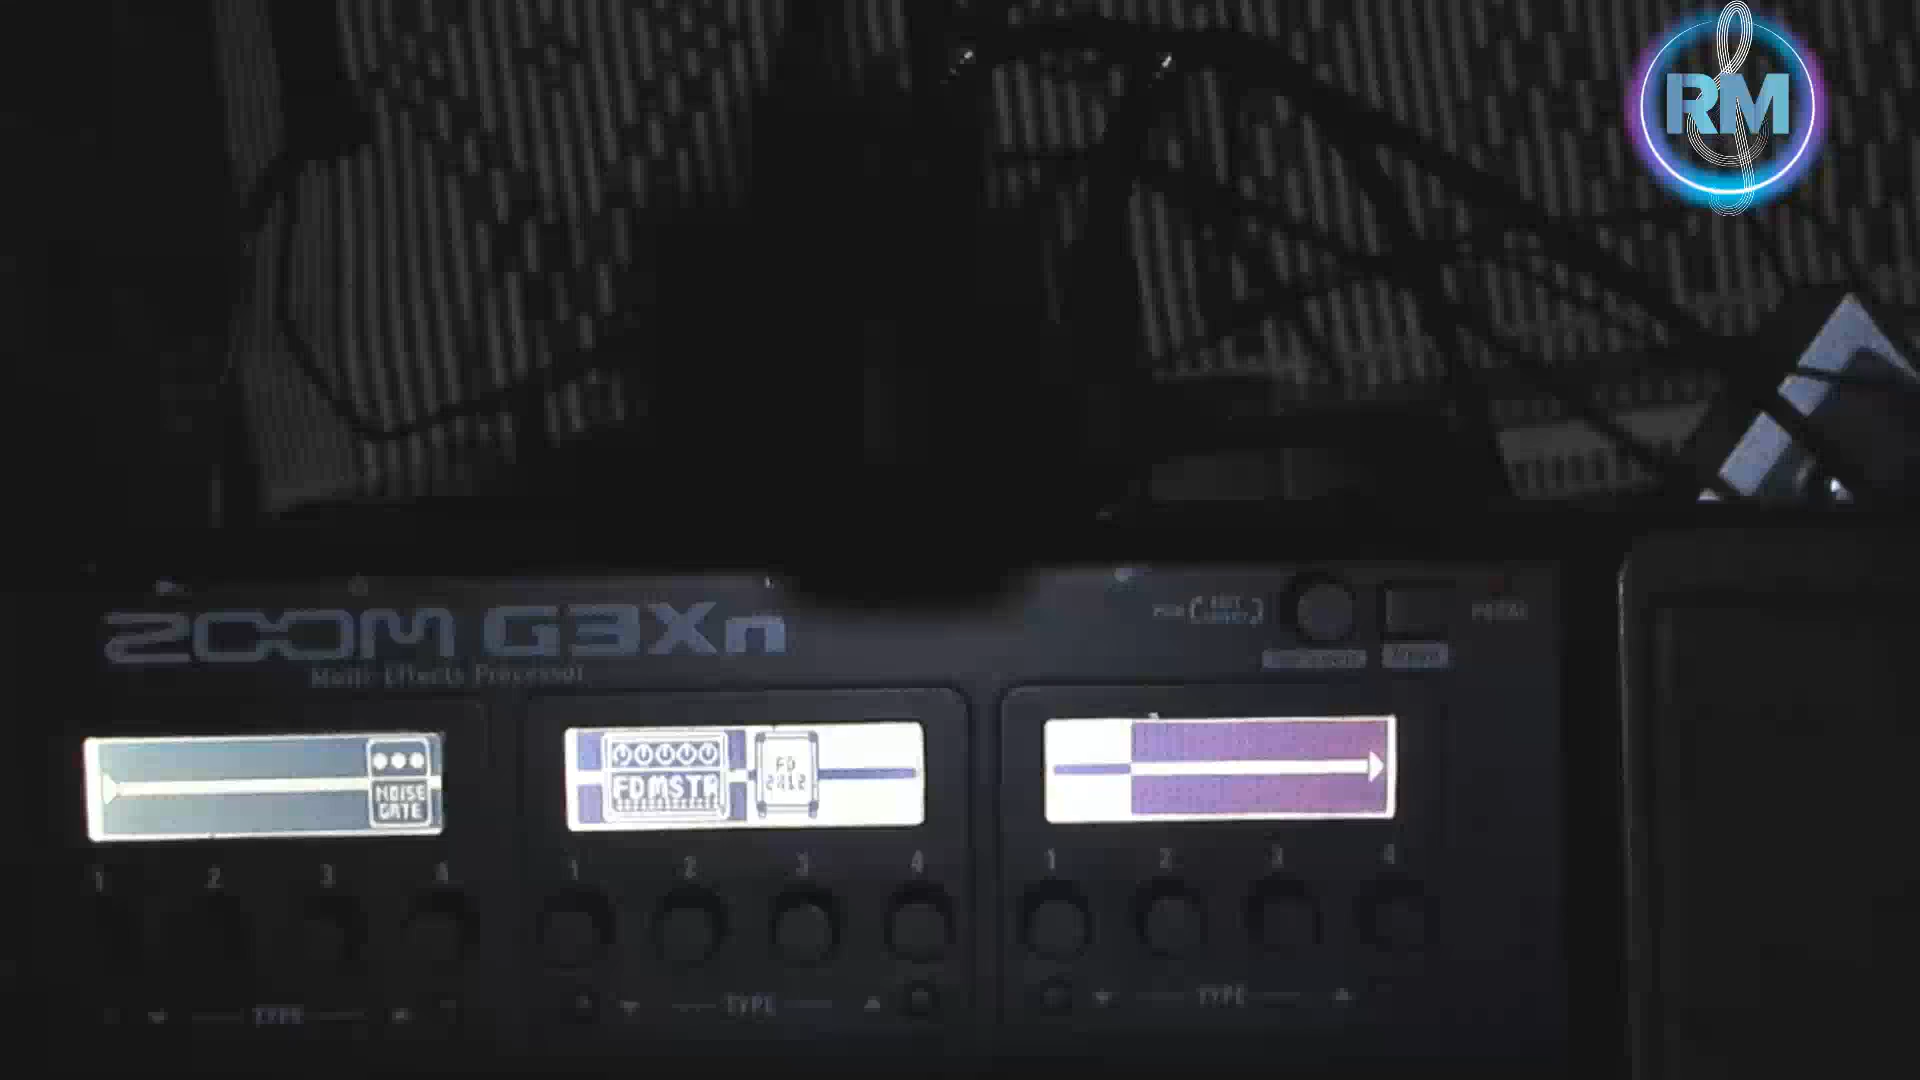 RM
ZOOM G3Xn
Multi Effects Processor
PEDAL
NOISE
GATE
FDMSTR
FD
2X12
1 2 3 4
1 2 3 4
1 2 3 4
TYPE
TYPE
TYPE